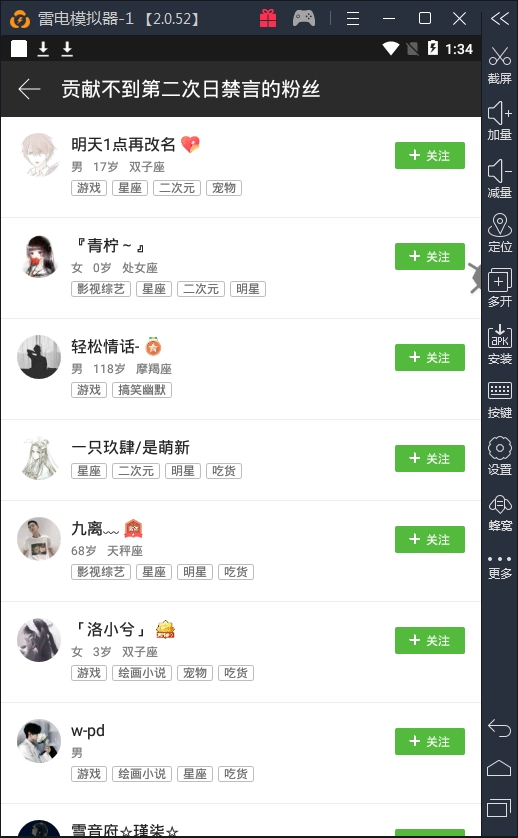 雷电模拟器-1 【2.0.52】
1:34
贡献不到第二次日禁言的粉丝
明天1点再改名
男 17岁 双子座
游戏 星座 二次元 宠物
+ 关注
『青柠 ~ 』
女 0岁 处女座
影视综艺 星座 二次元 明星
+ 关注
轻松情话-
男 118岁 摩羯座
游戏 搞笑幽默
+ 关注
一只玖肆/是萌新
星座 二次元 明星 吃货
+ 关注
九离﹏
68岁 天秤座
影视综艺 星座 明星 吃货
+ 关注
「洛小兮」
女 3岁 双子座
游戏 绘画小说 宠物 吃货
+ 关注
w-pd
男
游戏 绘画小说 星座 吃货
+ 关注
雪音府☆瑾柒☆
截屏
加量
减量
定位
多开
APK
安装
按键
设置
蜂窝
更多